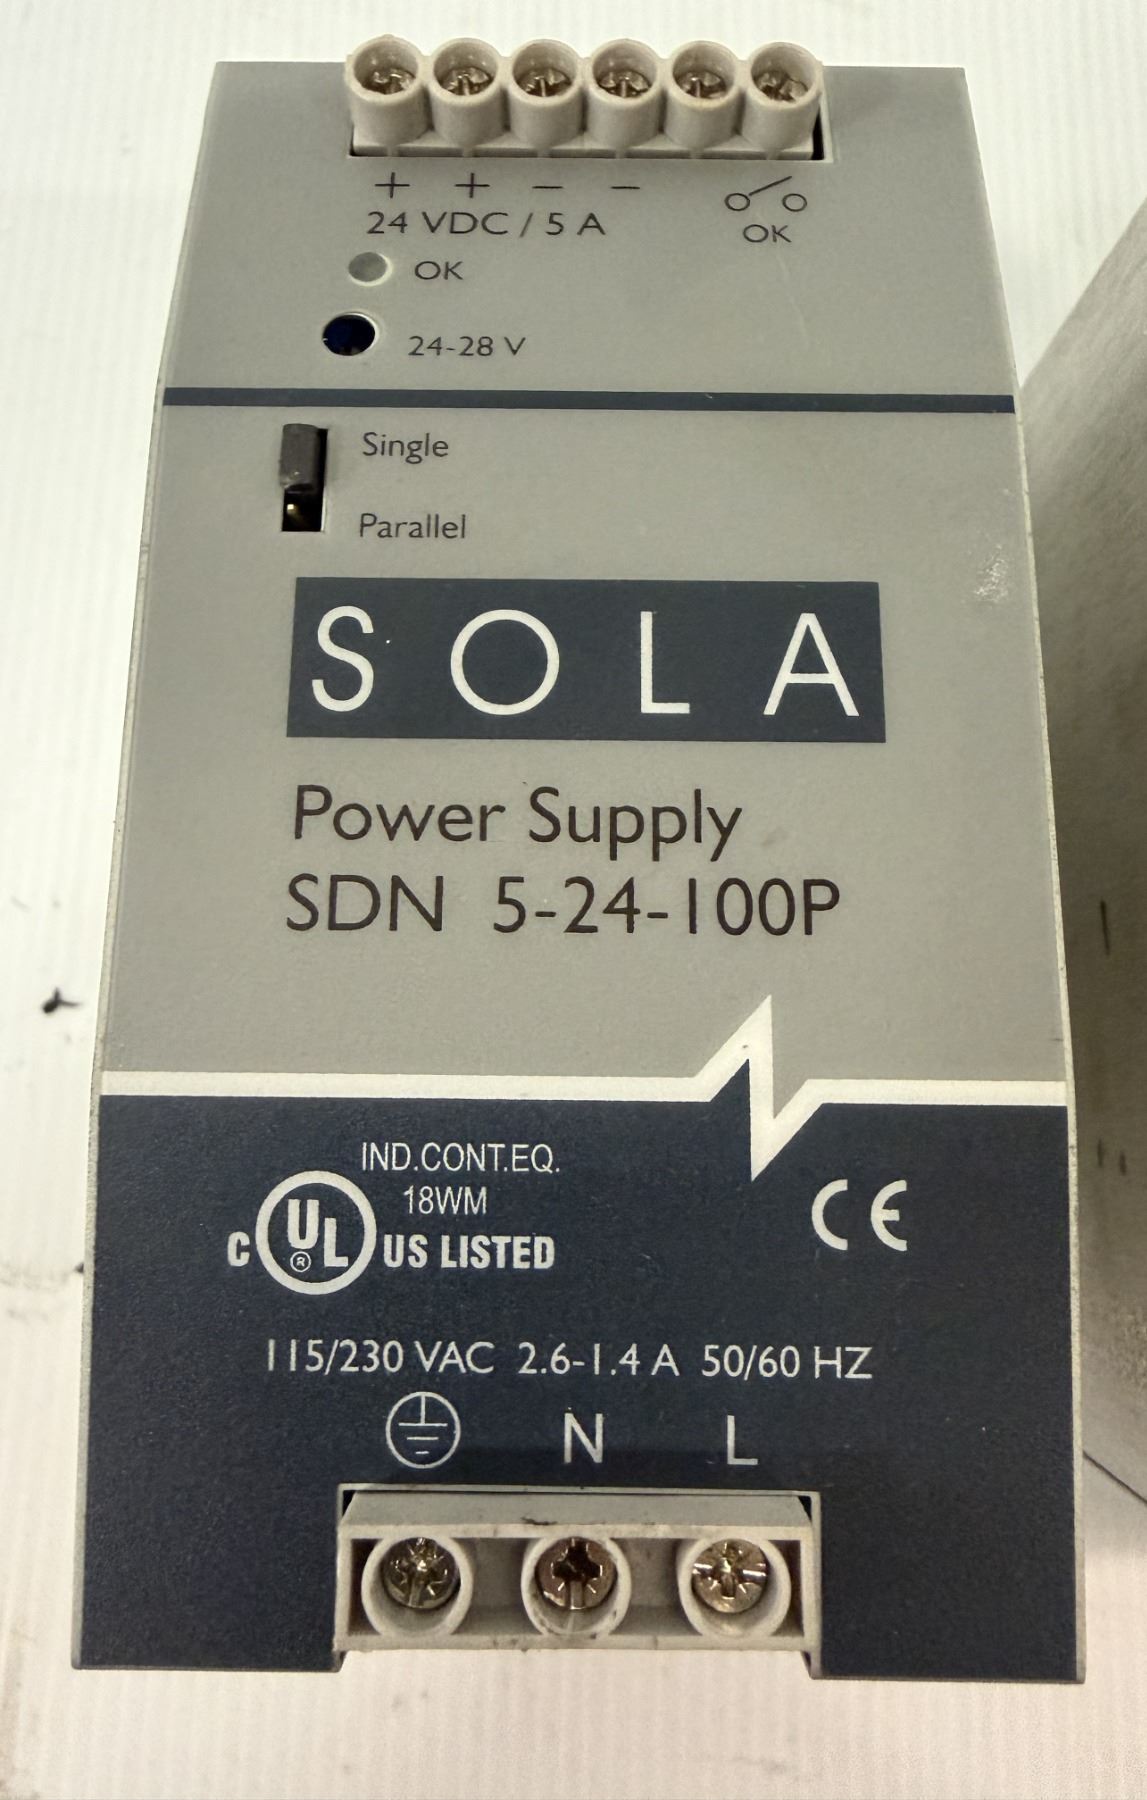 + + − −
24 VDC / 5 A
OK
OK
24-28 V
Single
Parallel
SOLA
Power Supply
SDN 5-24-100P
IND.CONT.EQ.
18WM
C UL ® US LISTED
CE
115/230 VAC 2.6-1.4 A 50/60 HZ
N L